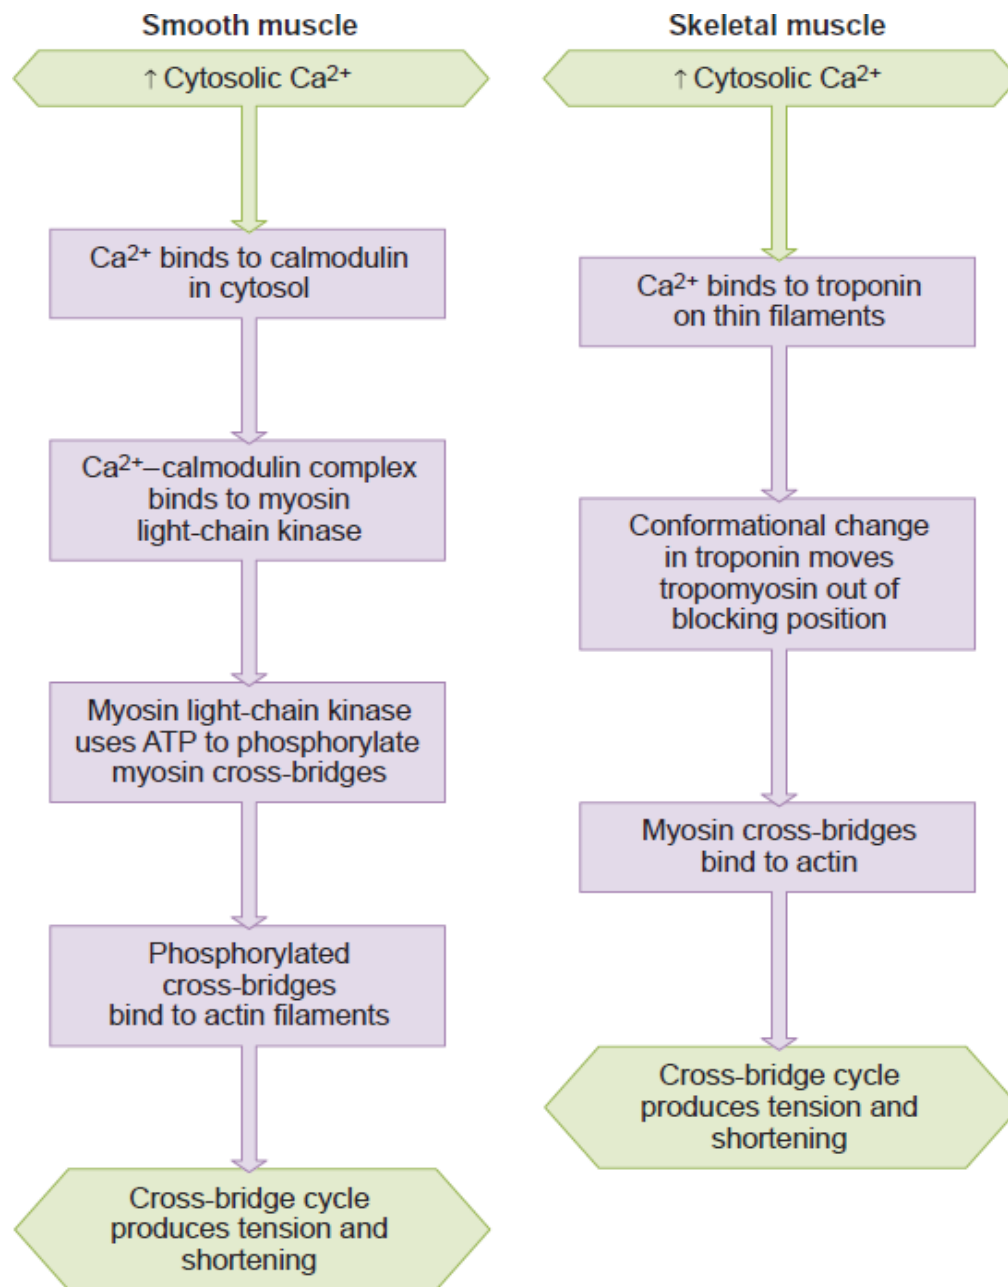 Smooth muscle
↑ Cytosolic Ca²⁺
Ca²⁺ binds to calmodulin
in cytosol
Ca²⁺–calmodulin complex
binds to myosin
light-chain kinase
Myosin light-chain kinase
uses ATP to phosphorylate
myosin cross-bridges
Phosphorylated
cross-bridges
bind to actin filaments
Cross-bridge cycle
produces tension and
shortening
Skeletal muscle
↑ Cytosolic Ca²⁺
Ca²⁺ binds to troponin
on thin filaments
Conformational change
in troponin moves
tropomyosin out of
blocking position
Myosin cross-bridges
bind to actin
Cross-bridge cycle
produces tension and
shortening